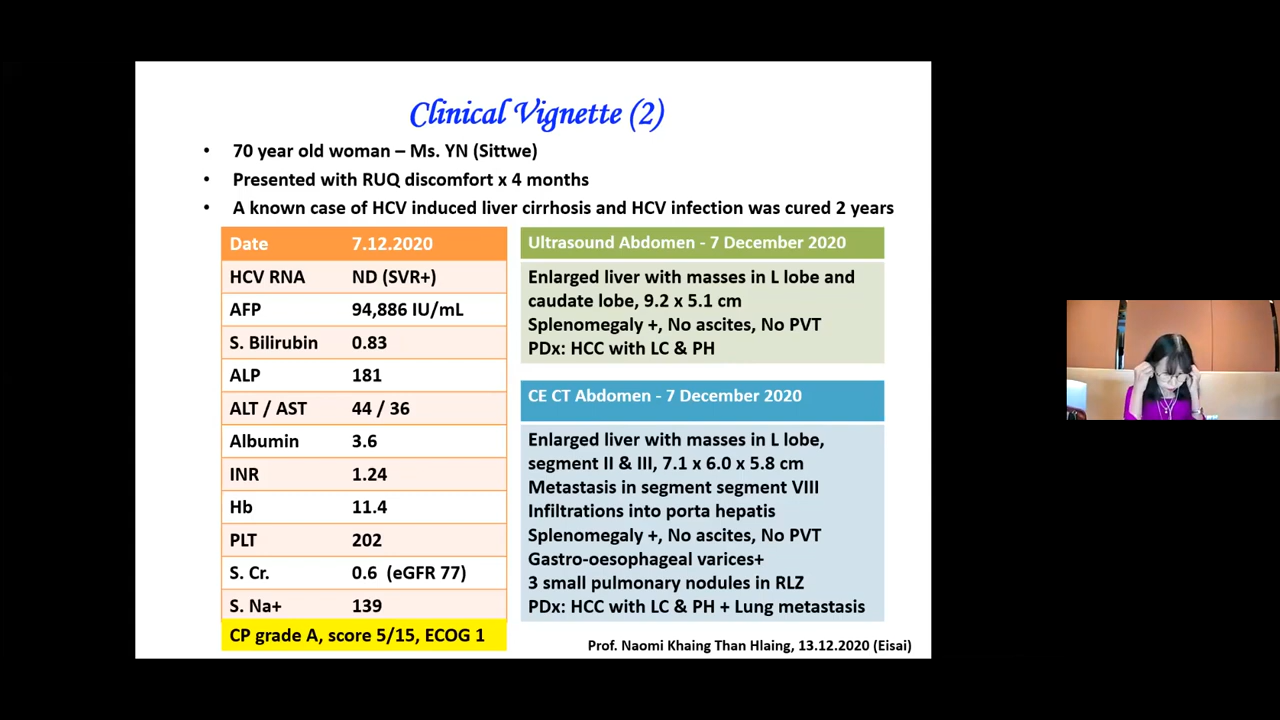 Clinical Vignette (2)
• 70 year old woman – Ms. YN (Sittwe)
• Presented with RUQ discomfort x 4 months
• A known case of HCV induced liver cirrhosis and HCV infection was cured 2 years
Date 7.12.2020
HCV RNA ND (SVR+)
AFP 94,886 IU/mL
S. Bilirubin 0.83
ALP 181
ALT / AST 44 / 36
Albumin 3.6
INR 1.24
Hb 11.4
PLT 202
S. Cr. 0.6 (eGFR 77)
S. Na+ 139
CP grade A, score 5/15, ECOG 1
Ultrasound Abdomen - 7 December 2020
Enlarged liver with masses in L lobe and
caudate lobe, 9.2 x 5.1 cm
Splenomegaly +, No ascites, No PVT
PDx: HCC with LC & PH
CE CT Abdomen - 7 December 2020
Enlarged liver with masses in L lobe,
segment II & III, 7.1 x 6.0 x 5.8 cm
Metastasis in segment segment VIII
Infiltrations into porta hepatis
Splenomegaly +, No ascites, No PVT
Gastro-oesophageal varices+
3 small pulmonary nodules in RLZ
PDx: HCC with LC & PH + Lung metastasis
Prof. Naomi Khaing Than Hlaing, 13.12.2020 (Eisai)